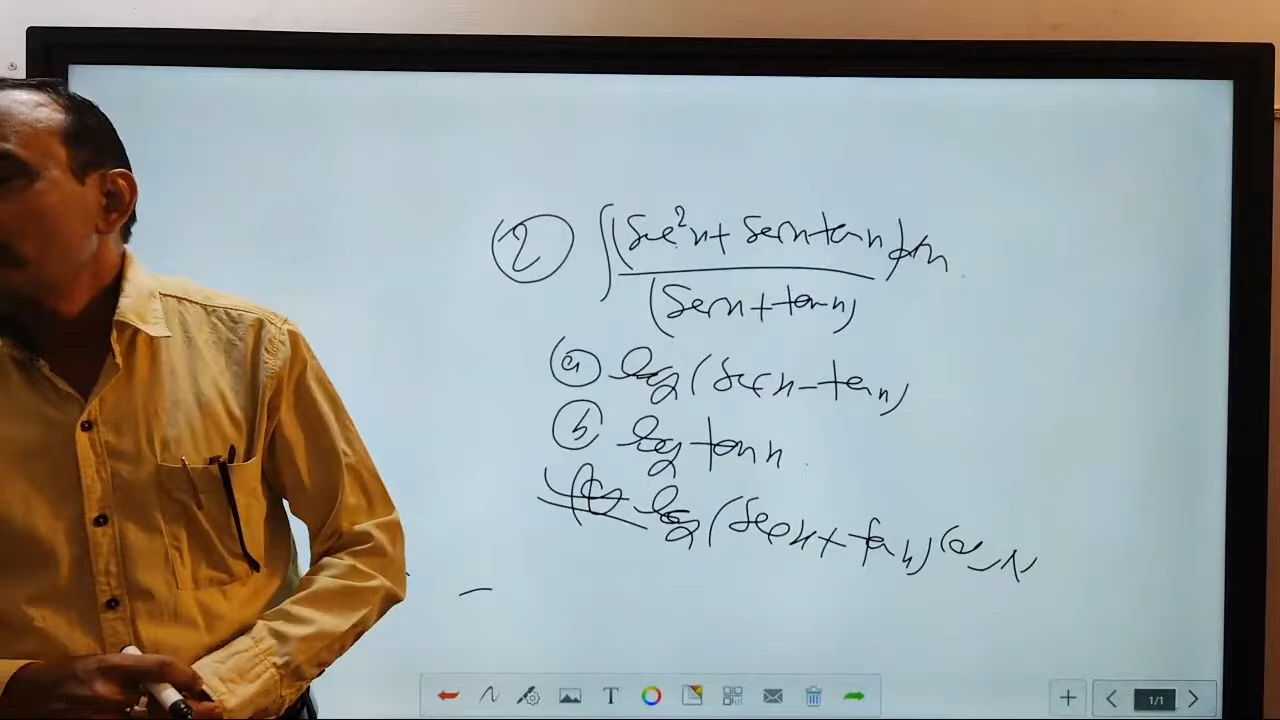 ② ∫ (sec²x + secx tanx) dx
(secx + tanx)
ⓐ log (secx - tanx)
ⓑ log tanx
ⓒ log (secx + tanx)
T
1/1